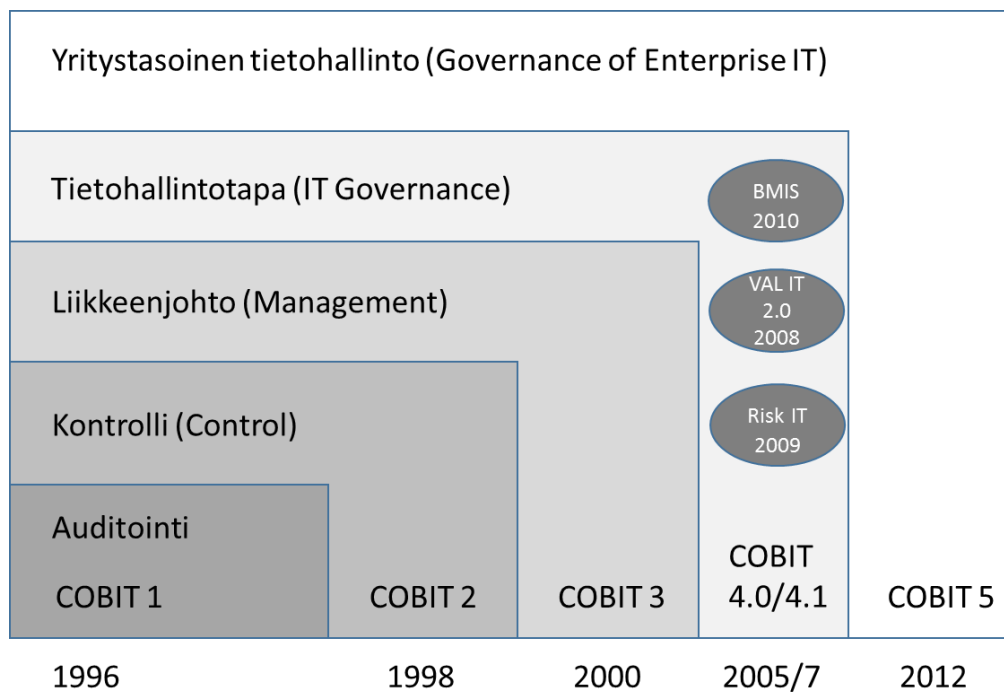 Yritystasoinen tietohallinto (Governance of Enterprise IT)
Tietohallintotapa (IT Governance)
BMIS
2010
Liikkeenjohto (Management)
VAL IT
2.0
2008
Kontrolli (Control)
Risk IT
2009
Auditointi
COBIT 1
COBIT 2
COBIT 3
COBIT
4.0/4.1
COBIT 5
1996
1998
2000
2005/7
2012